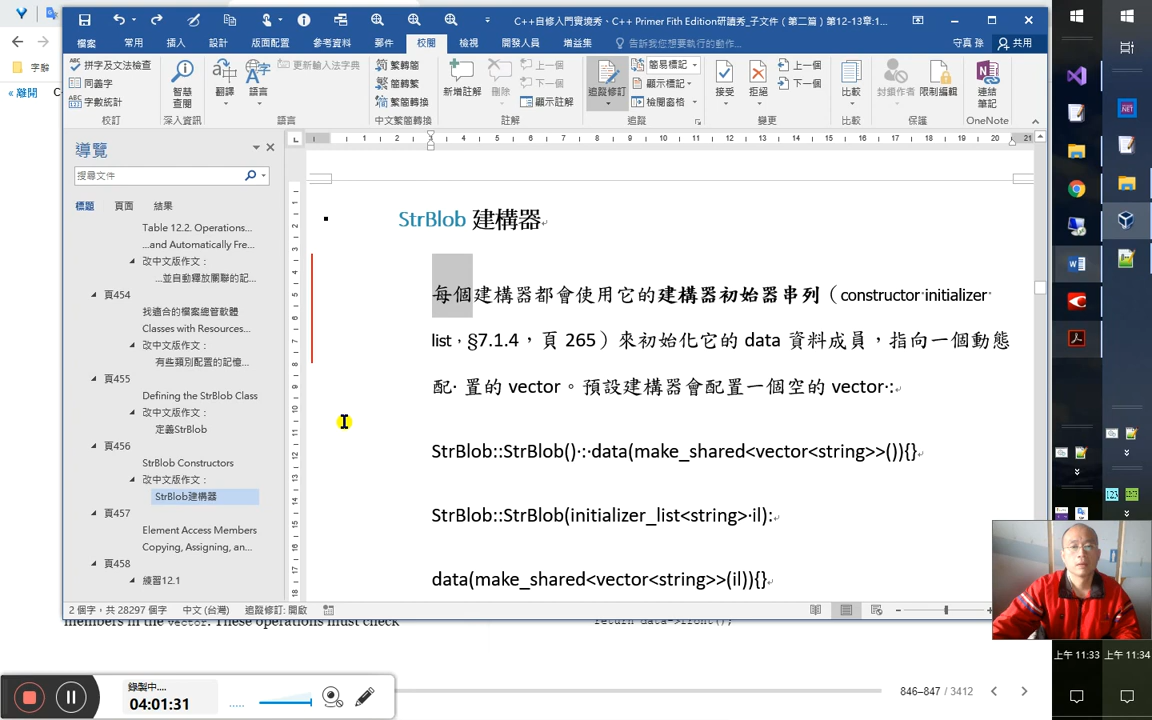 C++自修入門實境秀、C++ Primer Fith Edition研讀秀_子文件（第二篇）第12-13章:1...
檔案 常用 插入 設計 版面配置 參考資料 郵件 校閱 檢視 開發人員 增益集 告訴我您想要執行的動作... 守真 孫 共用
字齡
« 離開
拼字及文法檢查
同義字
字數統計
校訂
智慧
查閱
深入資訊
翻譯
語言
更新輸入法字典
語言
繁轉簡
簡轉繁
繁簡轉換
中文繁簡轉換
新增註解
刪除
上一個
下一個
顯示註解
註解
追蹤修訂
簡易標記
顯示標記
檢閱窗格
追蹤
接受
拒絕
上一個
下一個
變更
比較
比較
封鎖作者
限制編輯
保護
連結
筆記
OneNote
導覽
搜尋文件
標題 頁面 結果
Table 12.2. Operations...
...and Automatically Fre...
改中文版作文：
...並自動釋放關聯的記...
頁454
找適合的檔案總管軟體
Classes with Resources...
改中文版作文：
有些類別配置的記憶...
頁455
Defining the StrBlob Class
改中文版作文：
定義StrBlob
頁456
StrBlob Constructors
改中文版作文：
StrBlob建構器
頁457
Element Access Members
Copying, Assigning, an...
頁458
練習12.1
StrBlob 建構器
每個建構器都會使用它的建構器初始器串列（constructor initializer
list，§7.1.4，頁 265）來初始化它的 data 資料成員，指向一個動態
配· 置的 vector。預設建構器會配置一個空的 vector·:
StrBlob::StrBlob()·:·data(make_shared<vector<string>>()){}
StrBlob::StrBlob(initializer_list<string>·il):
data(make_shared<vector<string>>(il)){}
2 個字，共 28297 個字 中文 (台灣) 追蹤修訂: 開啟
members in the vector. These operations must check
return data->front();
錄製中....
04:01:31
846–847 / 3412
上午 11:33
上午 11:34